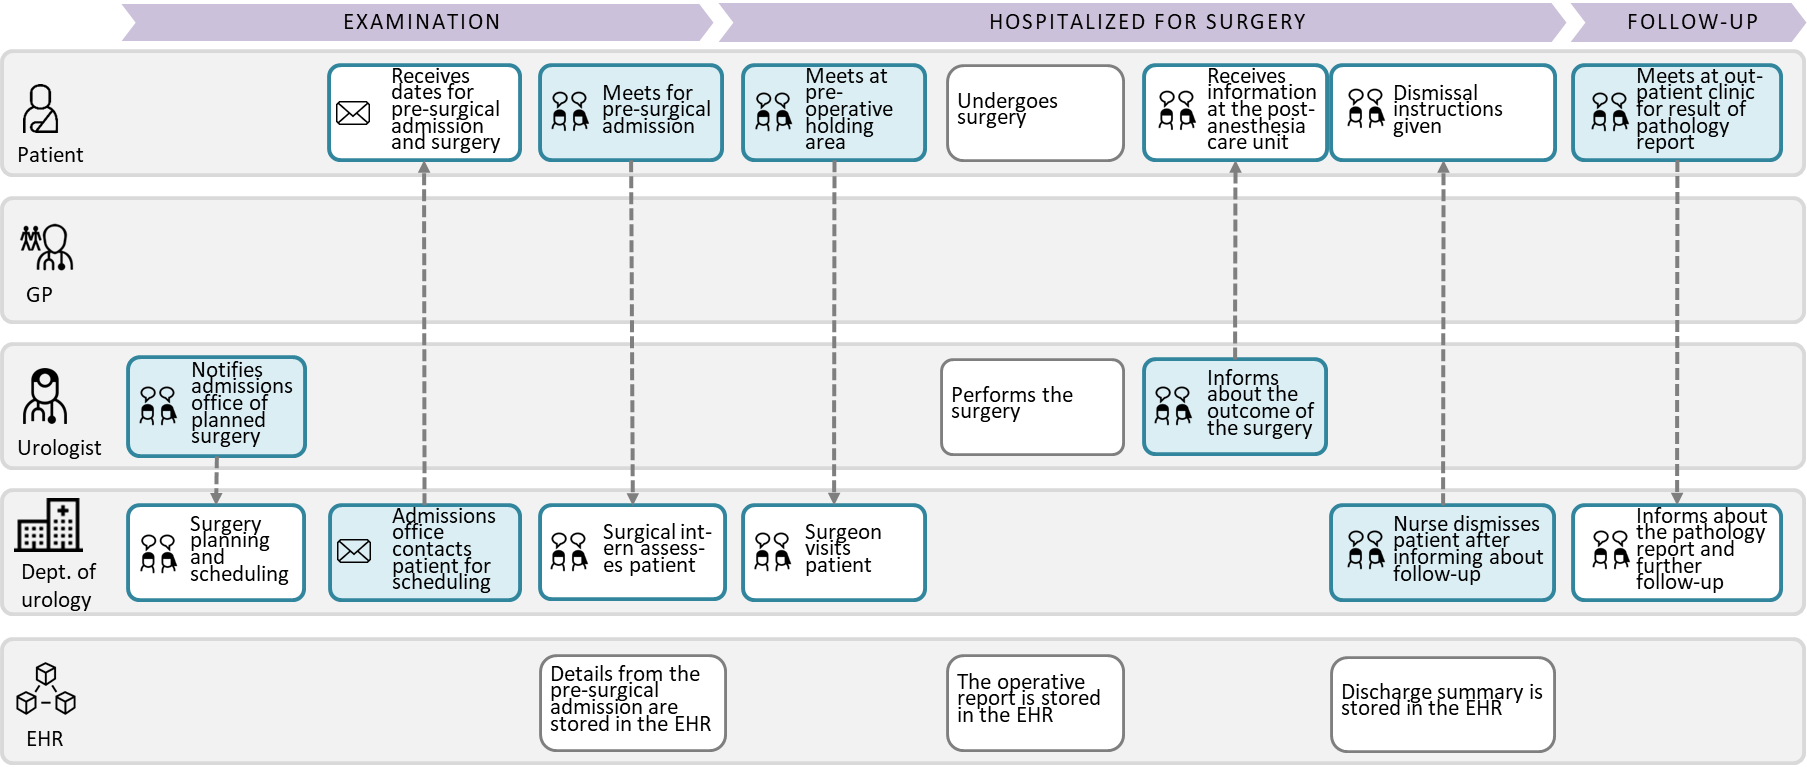 EXAMINATION
HOSPITALIZED FOR SURGERY
FOLLOW-UP
Patient
Receives
dates for
pre-surgical
admission
and surgery
Meets for
pre-surgical
admission
Meets at
pre-
operative
holding
area
Undergoes
surgery
Receives
information
at the post-
anesthesia
care unit
Dismissal
instructions
given
Meets at out-
patient clinic
for result of
pathology
report
GP
Urologist
Notifies
admissions
office of
planned
surgery
Performs the
surgery
Informs
about the
outcome of
the surgery
Dept. of
urology
Surgery
planning
and
scheduling
Admissions
office
contacts
patient for
scheduling
Surgical int-
ern assess-
es patient
Surgeon
visits
patient
Nurse dismisses
patient after
informing about
follow-up
Informs about
the pathology
report and
further
follow-up
EHR
Details from the
pre-surgical
admission are
stored in the EHR
The operative
report is stored
in the EHR
Discharge summary is
stored in the EHR